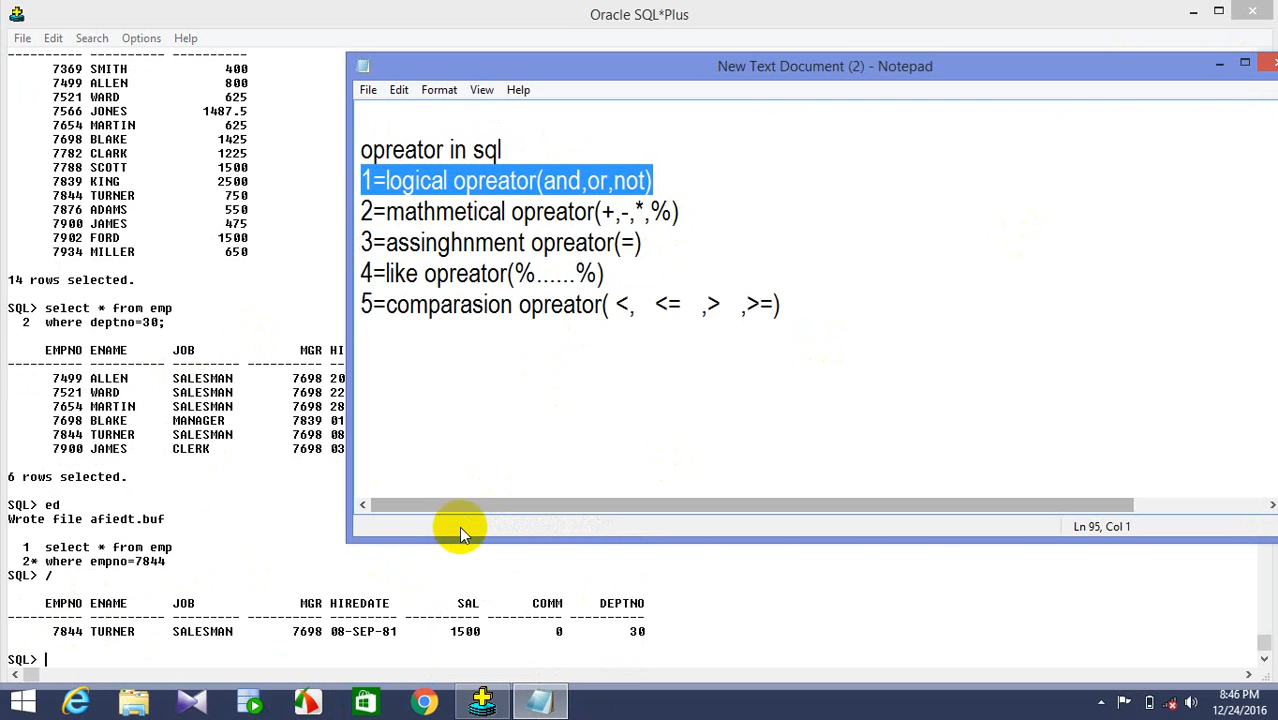 Oracle SQL*Plus
File Edit Search Options Help
---------- ---------- ----------
7369 SMITH 400
7499 ALLEN 800
7521 WARD 625
7566 JONES 1487.5
7654 MARTIN 625
7698 BLAKE 1425
7782 CLARK 1225
7788 SCOTT 1500
7839 KING 2500
7844 TURNER 750
7876 ADAMS 550
7900 JAMES 475
7902 FORD 1500
7934 MILLER 650
14 rows selected.
SQL> select * from emp
2 where deptno=30;
EMPNO ENAME JOB MGR HI
---------- ---------- --------- ---------- --
7499 ALLEN SALESMAN 7698 20
7521 WARD SALESMAN 7698 22
7654 MARTIN SALESMAN 7698 28
7698 BLAKE MANAGER 7839 01
7844 TURNER SALESMAN 7698 08
7900 JAMES CLERK 7698 03
6 rows selected.
SQL> ed
Wrote file afiedt.buf
1 select * from emp
2* where empno=7844
SQL> /
EMPNO ENAME JOB MGR HIREDATE SAL COMM DEPTNO
---------- ---------- --------- ---------- --------- ---------- ---------- ----------
7844 TURNER SALESMAN 7698 08-SEP-81 1500 0 30
SQL>
New Text Document (2) - Notepad
File Edit Format View Help
opreator in sql
1=logical opreator(and,or,not)
2=mathmetical opreator(+,-,*,%)
3=assinghnment opreator(=)
4=like opreator(%......%)
5=comparasion opreator( <, <= ,> ,>=)
Ln 95, Col 1
8:46 PM
12/24/2016